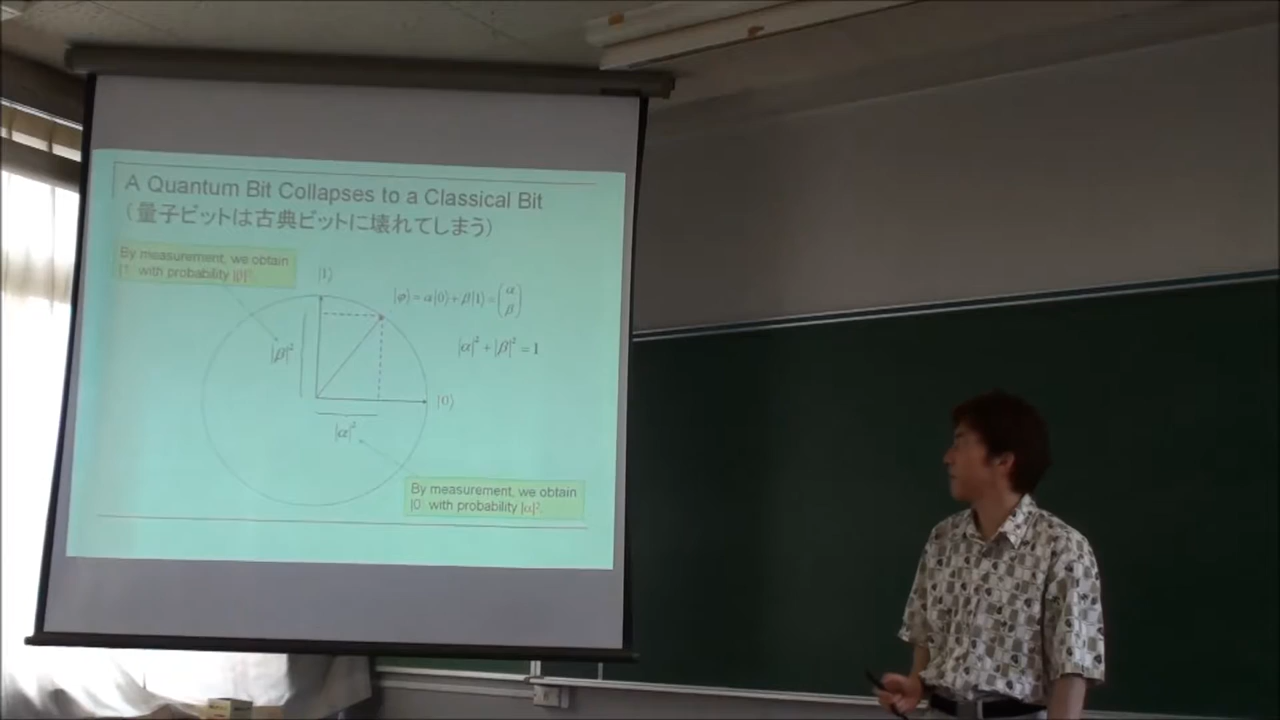 A Quantum Bit Collapses to a Classical Bit
（量子ビットは古典ビットに壊れてしまう）
By measurement, we obtain
|1 with probability |β|².
|1⟩
|φ⟩ = α|0⟩ + β|1⟩ = (α β)
|α|² + |β|² = 1
|β|²
|0⟩
|α|²
By measurement, we obtain
|0 with probability |α|².